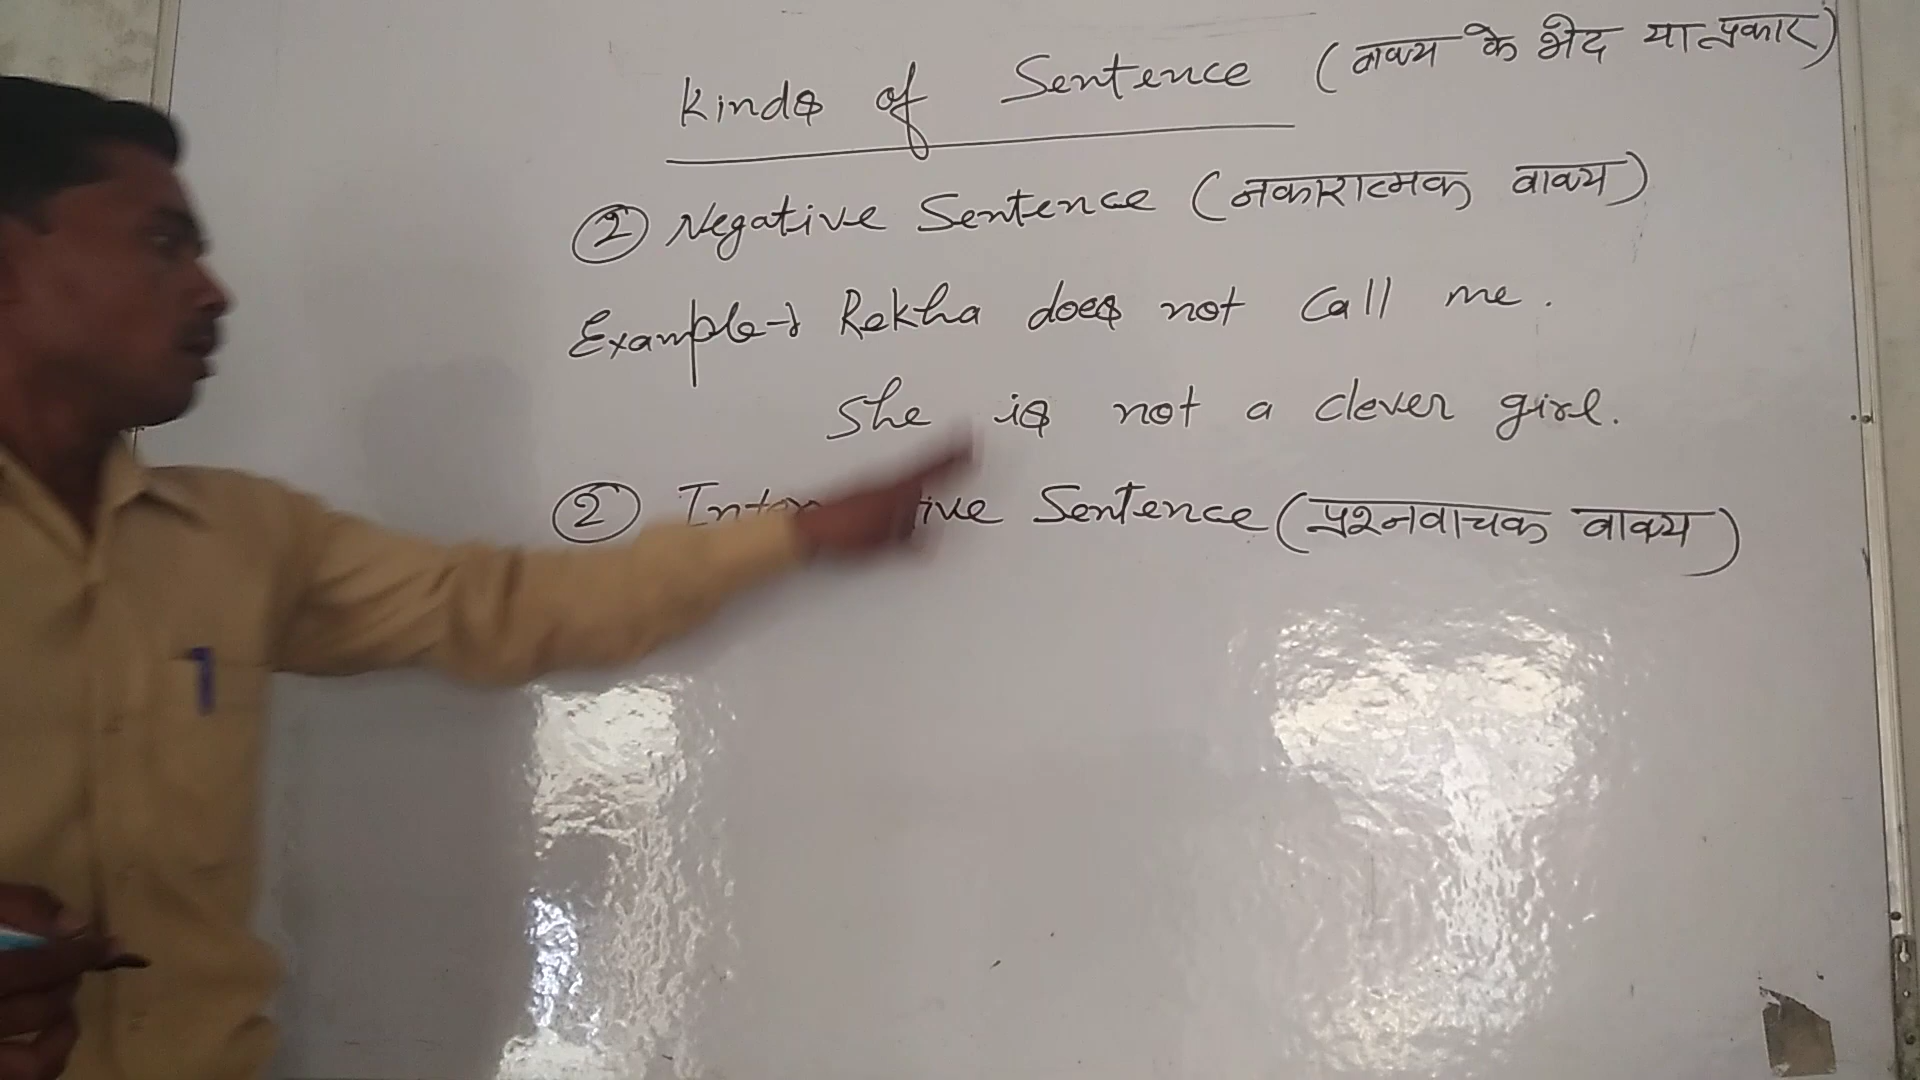 Kinds of Sentence (वाक्य के भेद या प्रकार)
② Negative Sentence (नकारात्मक वाक्य)
Example→ Rekha does not call me.
She is not a clever girl.
② Sentence (प्रश्नवाचक वाक्य)